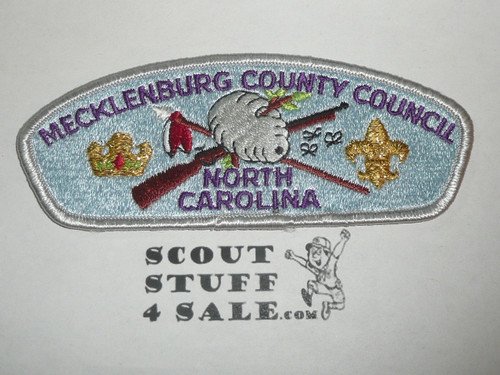 MECKLENBURG COUNTY COUNCIL
NORTH
CAROLINA
SCOUT
STUFF
4 SALE.COM